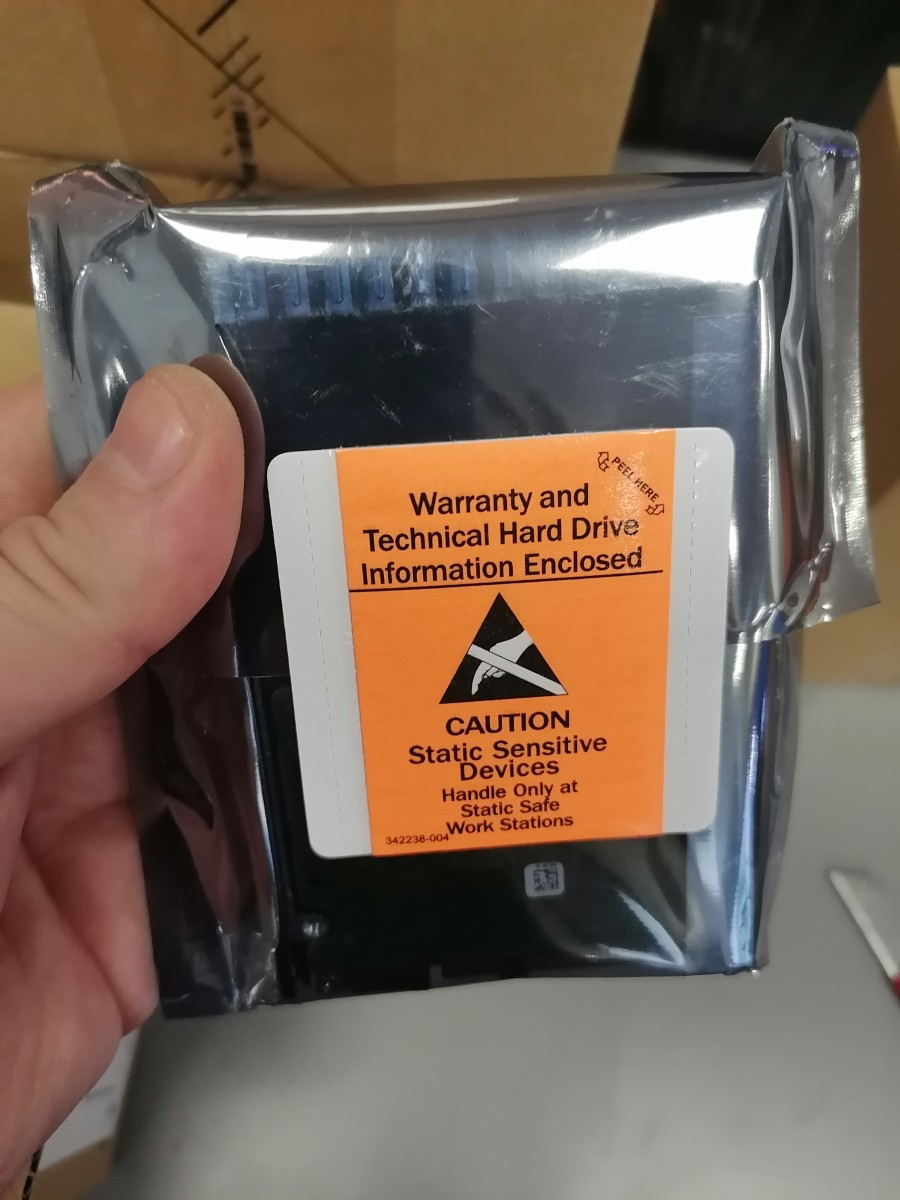 PEEL HERE
Warranty and
Technical Hard Drive
Information Enclosed
CAUTION
Static Sensitive
Devices
Handle Only at
Static Safe
Work Stations
342238-004